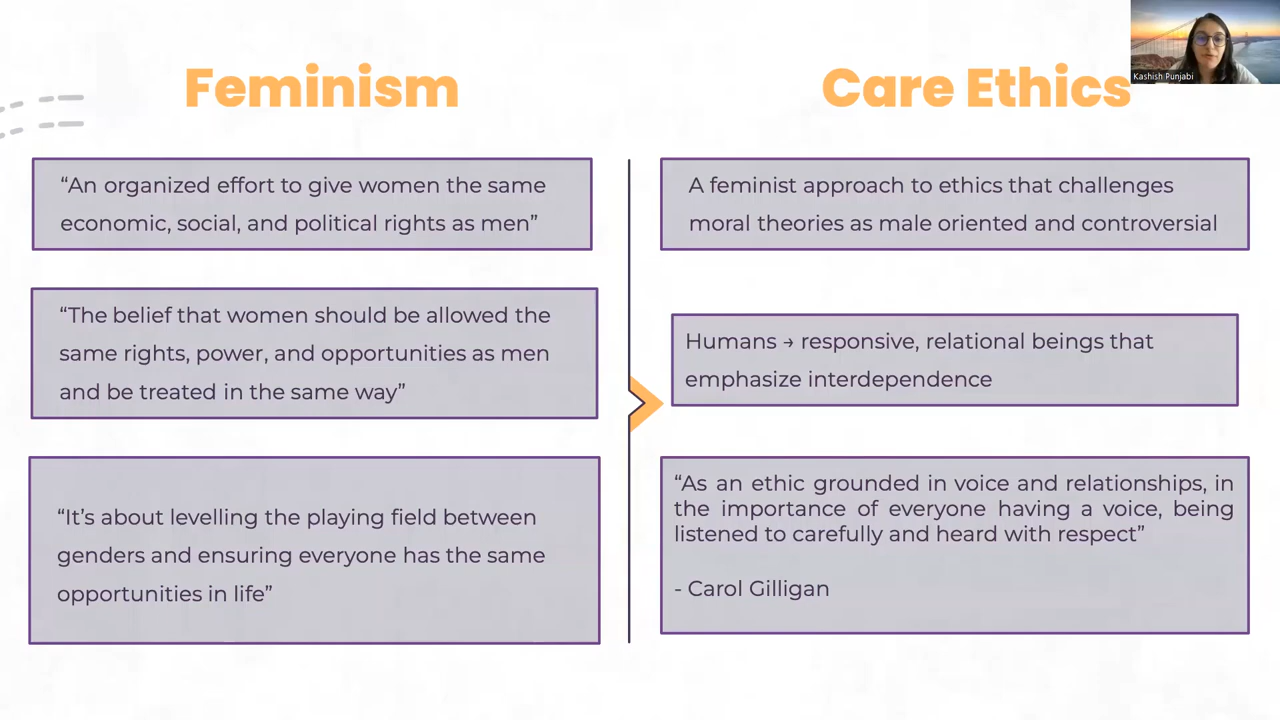 Feminism
“An organized effort to give women the same
economic, social, and political rights as men”
“The belief that women should be allowed the
same rights, power, and opportunities as men
and be treated in the same way”
“It’s about levelling the playing field between
genders and ensuring everyone has the same
opportunities in life”
Care Ethics
A feminist approach to ethics that challenges
moral theories as male oriented and controversial
Humans → responsive, relational beings that
emphasize interdependence
“As an ethic grounded in voice and relationships, in
the importance of everyone having a voice, being
listened to carefully and heard with respect”
- Carol Gilligan
Kashish Punjabi